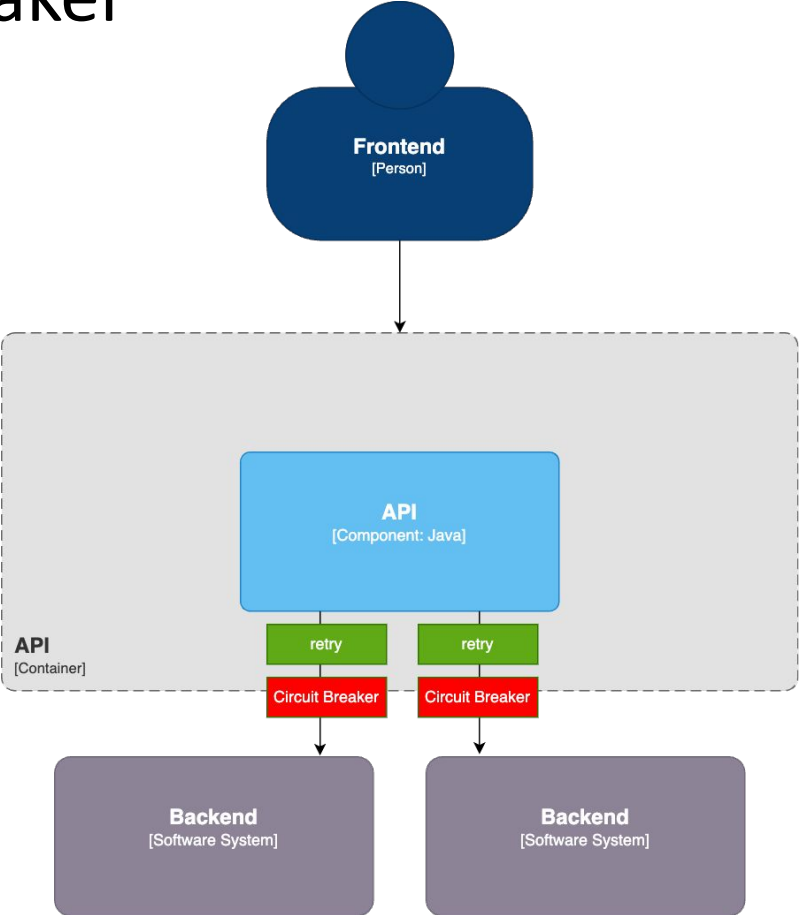 Frontend
[Person]
API
[Component: Java]
API
[Container]
retry
retry
Circuit Breaker
Circuit Breaker
Backend
[Software System]
Backend
[Software System]